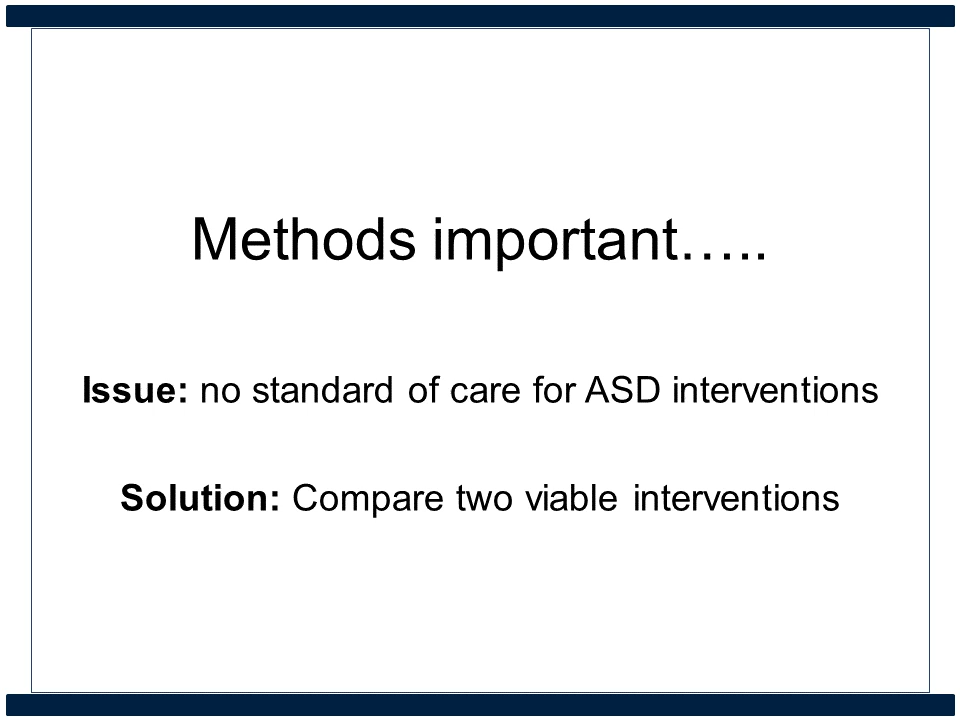 Methods important…..
Issue: no standard of care for ASD interventions
Solution: Compare two viable interventions